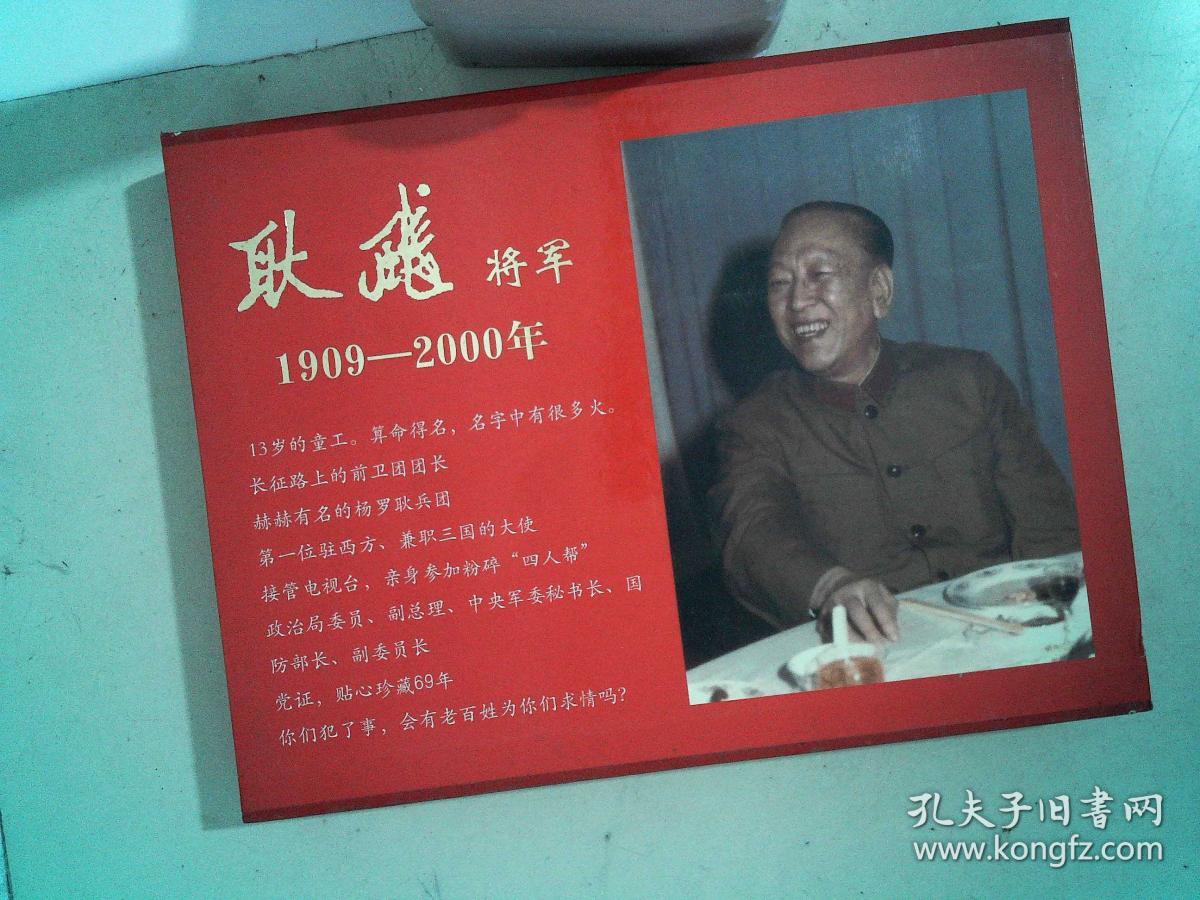 耿飚 将军
1909—2000年
13岁的童工。算命得名，名字中有很多火。
长征路上的前卫团团长
赫赫有名的杨罗耿兵团
第一位驻西方、兼职三国的大使
接管电视台，亲身参加粉碎“四人帮”
政治局委员、副总理、中央军委秘书长、国
防部长、副委员长
党证，贴心珍藏69年
你们犯了事，会有老百姓为你们求情吗？
孔夫子旧书网
www.kongfz.com